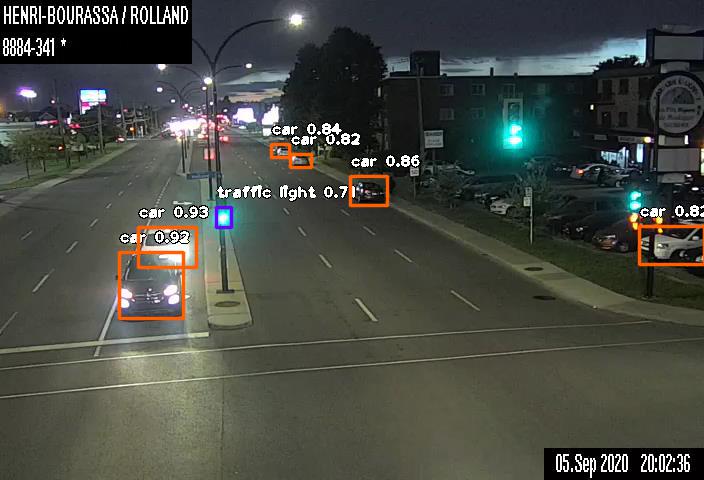 HENRI-BOURASSA / ROLLAND
8884-341 *
car 0.84
car 0.82
car 0.86
traffic light 0.71
car 0.93
car 0.82
car 0.92
05.Sep 2020 20:02:36